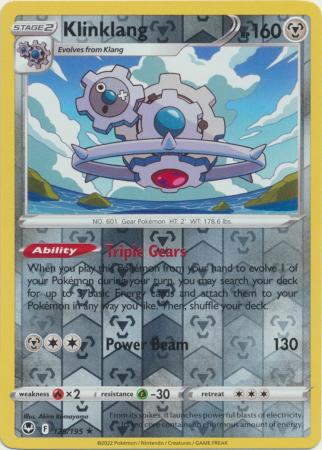 STAGE 2 Klinklang HP 160
Evolves from Klang
NO. 601 Gear Pokémon HT: 2' WT: 178.6 lbs.
Ability Triple Gears
When you play this Pokémon from your hand to evolve 1 of
your Pokémon during your turn, you may search your deck
for up to 3 basic Energy cards and attach them to your
Pokémon in any way you like. Then, shuffle your deck.
Power Beam 130
weakness ×2 resistance -30 retreat
Illus. Akira Komayama
F /195 ★
From its spikes, it launches powerful blasts of electricity.
Its red core contains an enormous amount of energy.
©2022 Pokémon / Nintendo / Creatures / GAME FREAK